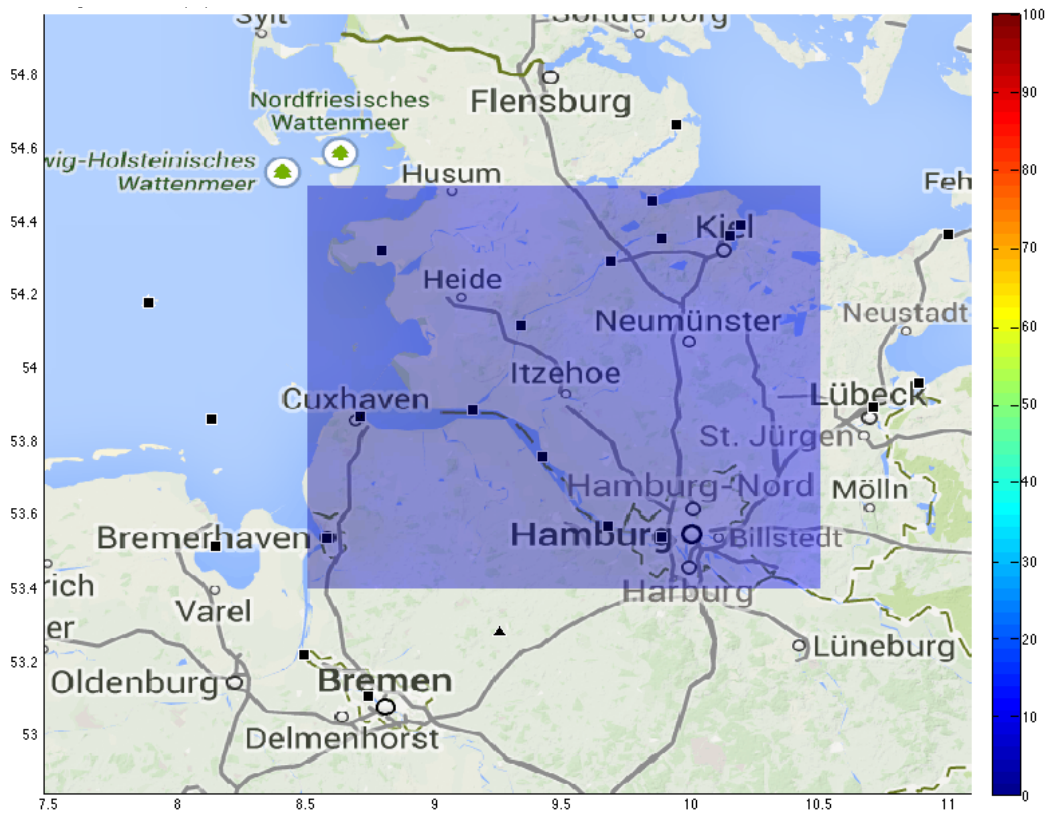 Sylt
54.8
Flensburg
Nordfriesisches
Wattenmeer
54.6
wig-Holsteinisches
Wattenmeer
Husum
Feh
54.4
Kiel
Heide
54.2
Neumünster
Neustadt
54
Itzehoe
Cuxhaven
Lübeck
53.8
St. Jürgen
Hamburg-Nord
Mölln
53.6
Bremerhaven
Hamburg
Billstedt
rich
Harburg
53.4
Varel
er
Lüneburg
53.2
Oldenburg
Bremen
53
Delmenhorst
7.5 8 8.5 9 9.5 10 10.5 11
100
90
80
70
60
50
40
30
20
10
0